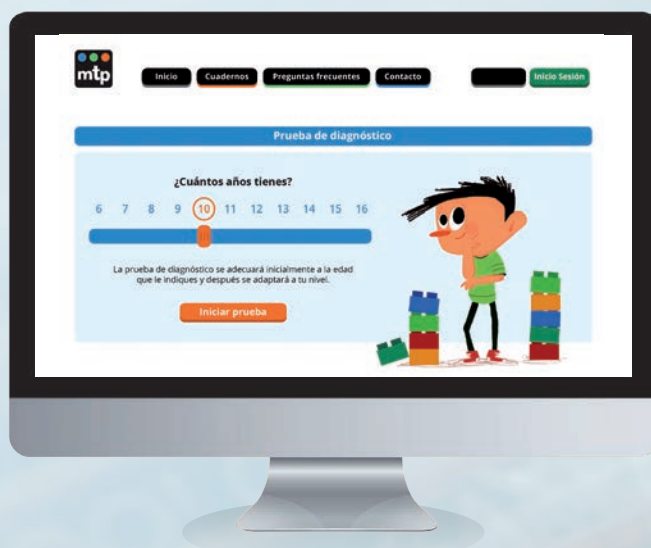 mtp
Inicio
Cuadernos
Preguntas frecuentes
Contacto
Inicio Sesión
Prueba de diagnóstico
¿Cuántos años tienes?
6 7 8 9 10 11 12 13 14 15 16
La prueba de diagnóstico se adecuará inicialmente a la edad
que le indiques y después se adaptará a tu nivel.
Iniciar prueba